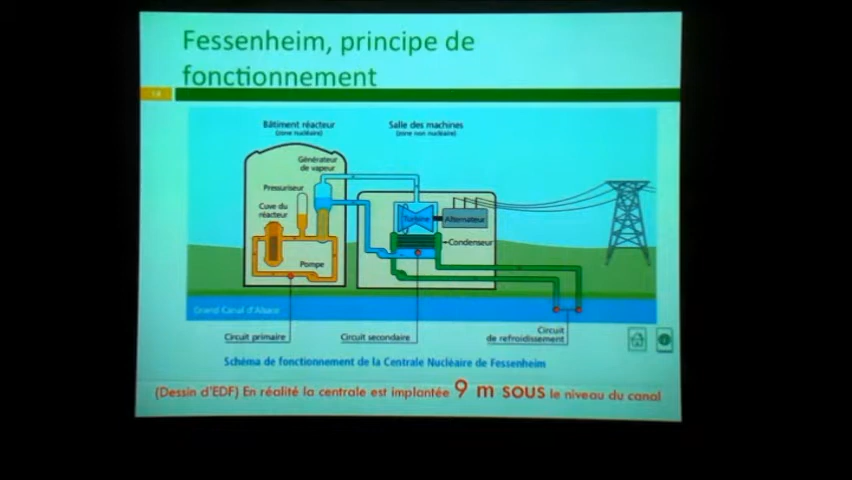 Fessenheim, principe de
fonctionnement
14
Bâtiment réacteur
(zone nucléaire)
Salle des machines
(zone non nucléaire)
Générateur
de vapeur
Pressuriseur
Cuve du
réacteur
Turbine
Alternateur
Condenseur
Pompe
Grand Canal d'Alsace
Circuit primaire
Circuit secondaire
Circuit
de refroidissement
Schéma de fonctionnement de la Centrale Nucléaire de Fessenheim
(Dessin d'EDF) En réalité la centrale est implantée 9 m sous le niveau du canal